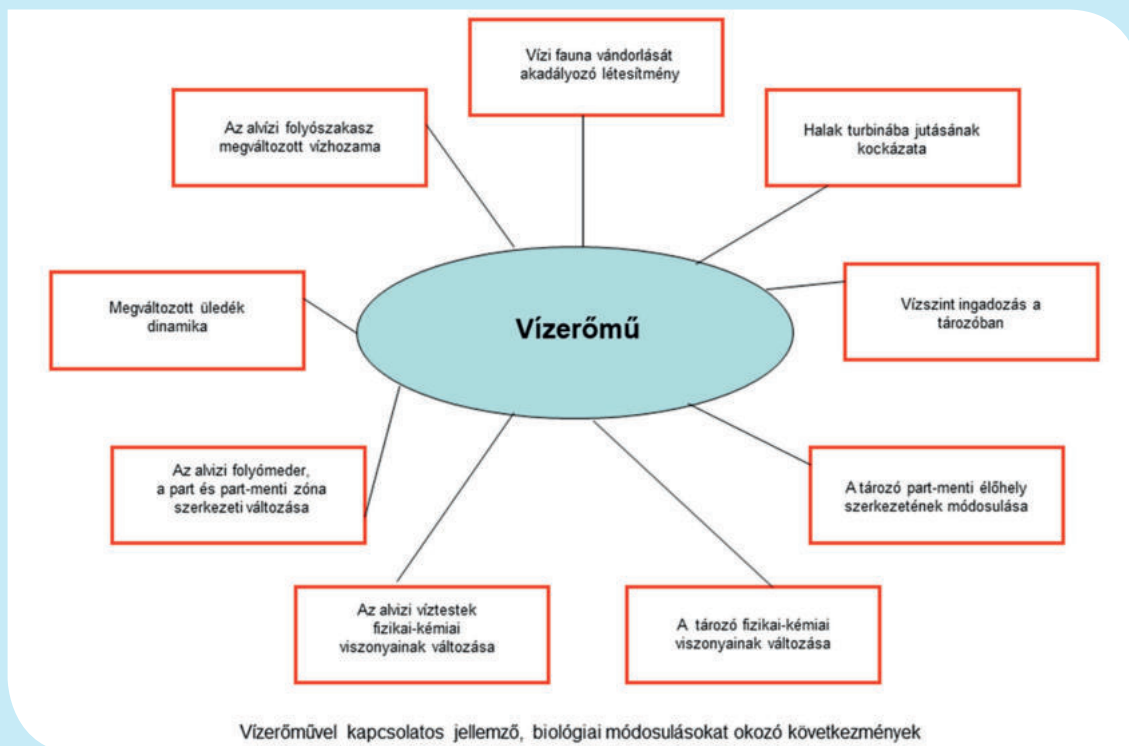 Vízi fauna vándorlását
akadályozó létesítmény
Az alvízi folyószakasz
megváltozott vízhozama
Halak turbinába jutásának
kockázata
Megváltozott üledék
dinamika
Vízerőmű
Vízszint ingadozás a
tározóban
Az alvizi folyómeder,
a part és part-menti zóna
szerkezeti változása
A tározó part-menti élőhely
szerkezetének módosulása
Az alvizi víztestek
fizikai-kémiai
viszonyainak változása
A tározó fizikai-kémiai
viszonyainak változása
Vízerőművel kapcsolatos jellemző, biológiai módosulásokat okozó következmények